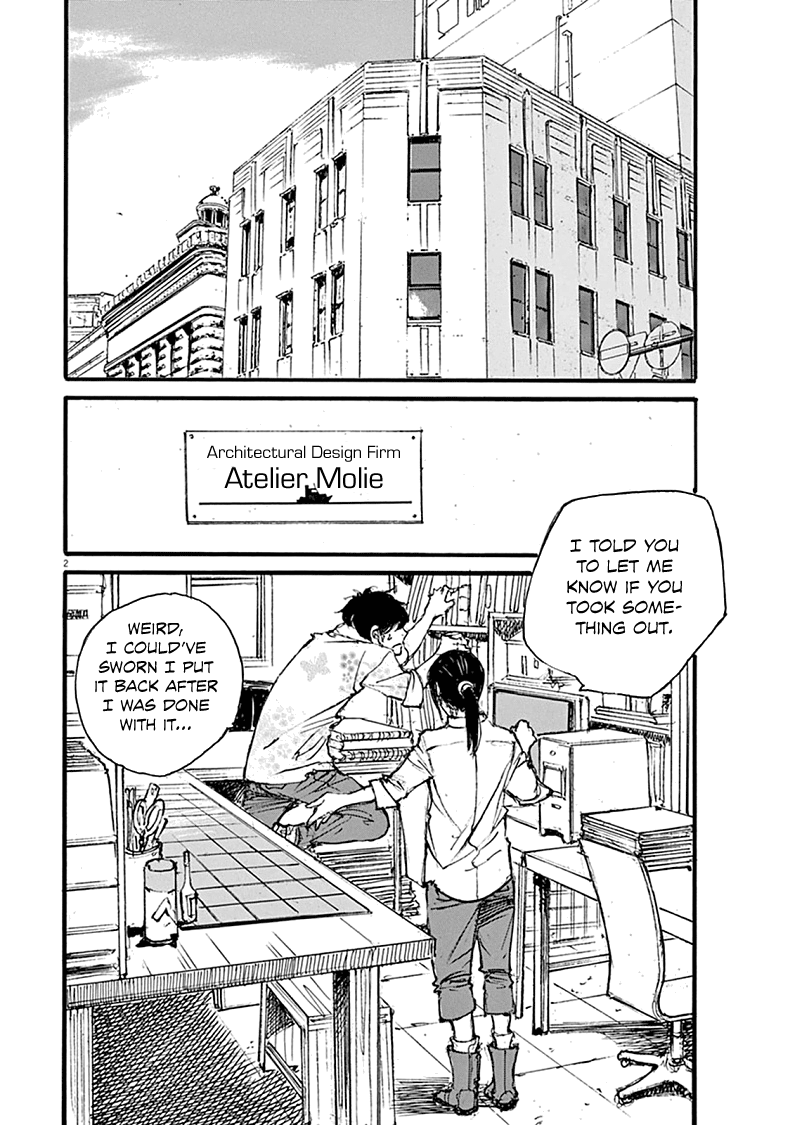 Architectural Design Firm
Atelier Molie
2
I TOLD YOU
TO LET ME
KNOW IF YOU
TOOK SOME-
THING OUT.
WEIRD,
I COULD'VE
SWORN I PUT
IT BACK AFTER
I WAS DONE
WITH IT...